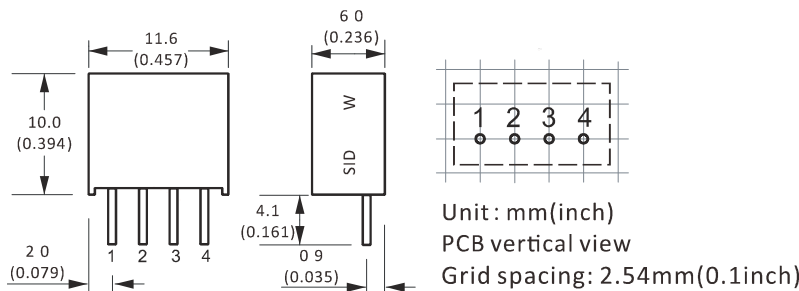 11.6
(0.457)
10.0
(0.394)
2 0
(0.079)
1 2 3 4
6 0
(0.236)
W
SID
4.1
(0.161)
0 9
(0.035)
1 2 3 4
Unit : mm(inch)
PCB vertical view
Grid spacing: 2.54mm(0.1inch)